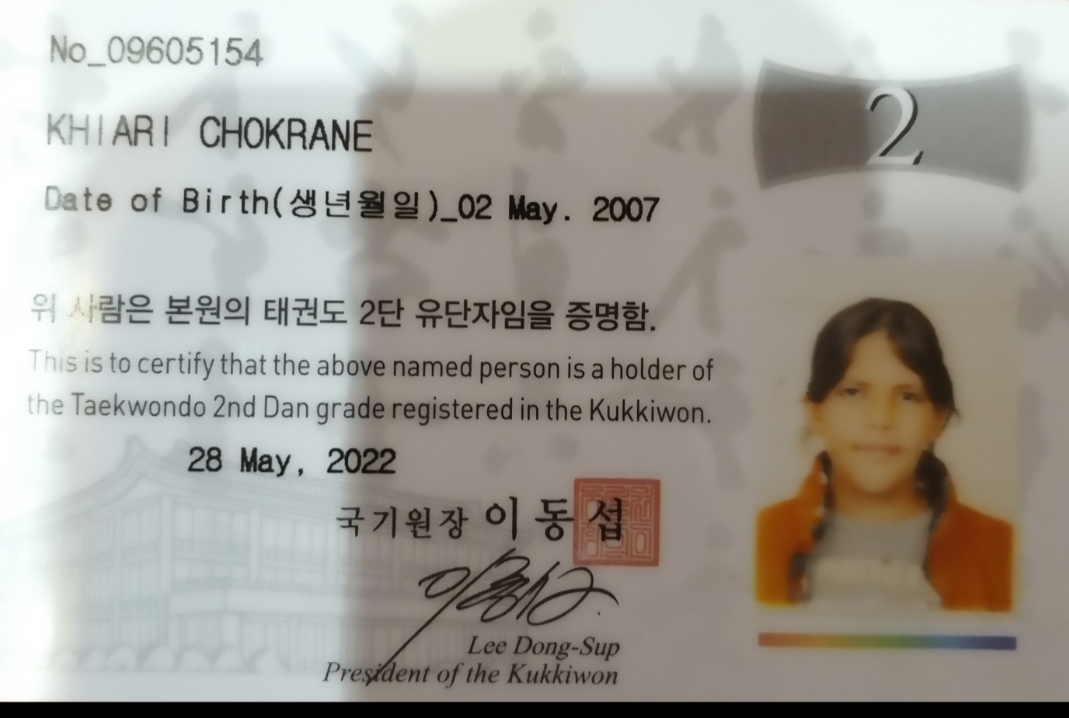 No_09605154
2
KHIARI CHOKRANE
Date of Birth(생년월일)_02 May. 2007
위 사람은 본원의 태권도 2단 유단자임을 증명함.
This is to certify that the above named person is a holder of
the Taekwondo 2nd Dan grade registered in the Kukkiwon.
28 May, 2022
국기원장 이동섭
Lee Dong-Sup
President of the Kukkiwon